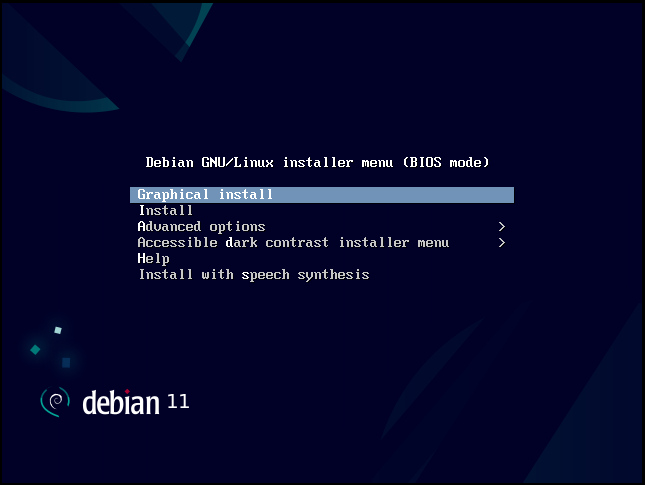 Debian GNU/Linux installer menu (BIOS mode)
Graphical install
Install
Advanced options >
Accessible dark contrast installer menu >
Help
Install with speech synthesis
debian 11